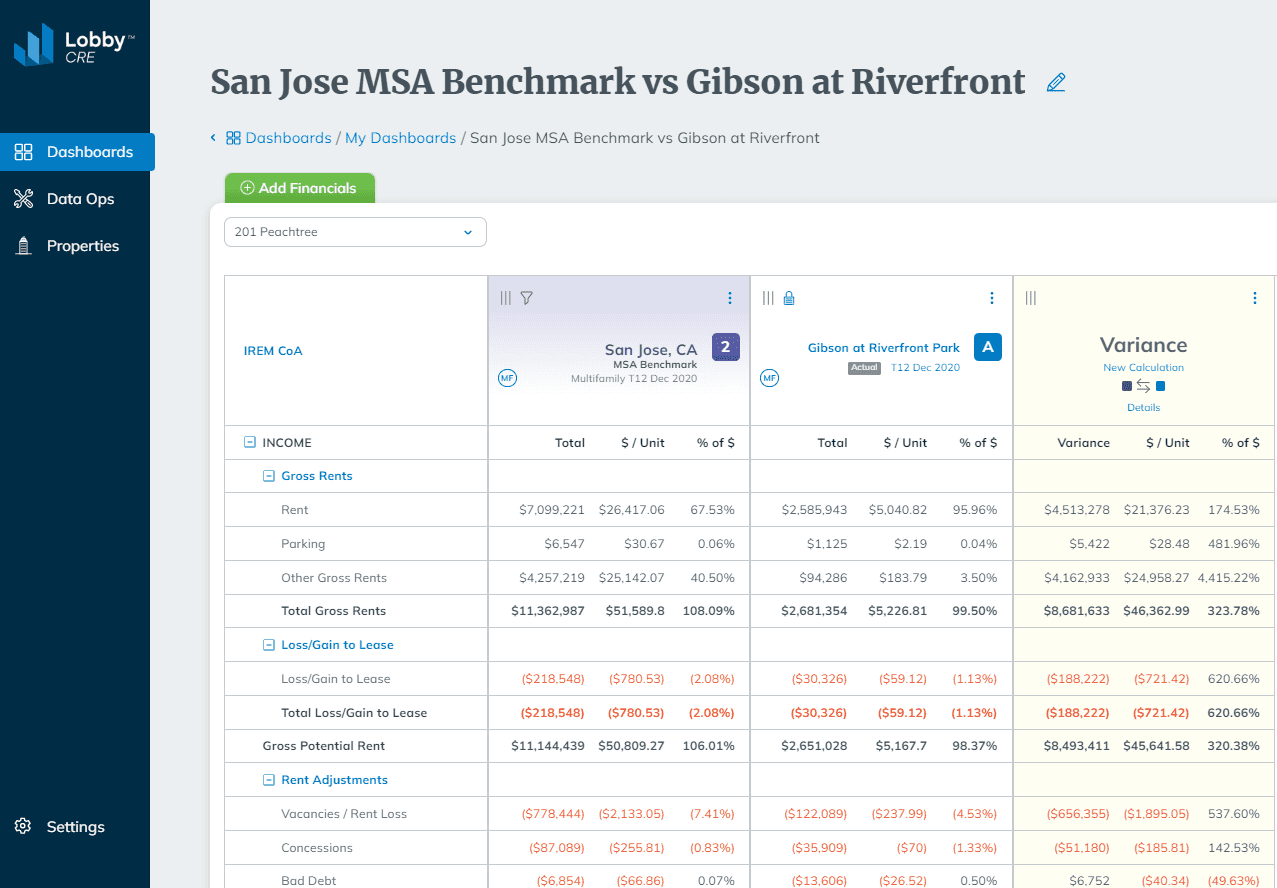 Lobby™
CRE
San Jose MSA Benchmark vs Gibson at Riverfront
Dashboards / My Dashboards / San Jose MSA Benchmark vs Gibson at Riverfront
Dashboards
Data Ops
Properties
Settings
Add Financials
201 Peachtree
IREM CoA
San Jose, CA 2
MSA Benchmark
MF Multifamily T12 Dec 2020
Gibson at Riverfront Park A
Actual T12 Dec 2020
MF
Variance
New Calculation
Details
INCOME Total $ / Unit % of $ Total $ / Unit % of $ Variance $ / Unit % of $
Gross Rents
Rent $7,099,221 $26,417.06 67.53% $2,585,943 $5,040.82 95.96% $4,513,278 $21,376.23 174.53%
Parking $6,547 $30.67 0.06% $1,125 $2.19 0.04% $5,422 $28.48 481.96%
Other Gross Rents $4,257,219 $25,142.07 40.50% $94,286 $183.79 3.50% $4,162,933 $24,958.27 4,415.22%
Total Gross Rents $11,362,987 $51,589.8 108.09% $2,681,354 $5,226.81 99.50% $8,681,633 $46,362.99 323.78%
Loss/Gain to Lease
Loss/Gain to Lease ($218,548) ($780.53) (2.08%) ($30,326) ($59.12) (1.13%) ($188,222) ($721.42) 620.66%
Total Loss/Gain to Lease ($218,548) ($780.53) (2.08%) ($30,326) ($59.12) (1.13%) ($188,222) ($721.42) 620.66%
Gross Potential Rent $11,144,439 $50,809.27 106.01% $2,651,028 $5,167.7 98.37% $8,493,411 $45,641.58 320.38%
Rent Adjustments
Vacancies / Rent Loss ($778,444) ($2,133.05) (7.41%) ($122,089) ($237.99) (4.53%) ($656,355) ($1,895.05) 537.60%
Concessions ($87,089) ($255.81) (0.83%) ($35,909) ($70) (1.33%) ($51,180) ($185.81) 142.53%
Bad Debt ($6,854) ($66.86) 0.07% ($13,606) ($26.52) 0.50% $6,752 ($40.34) (49.63%)